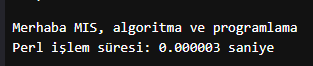 Merhaba MIS, algoritma ve programlama
Perl işlem süresi: 0.000003 saniye